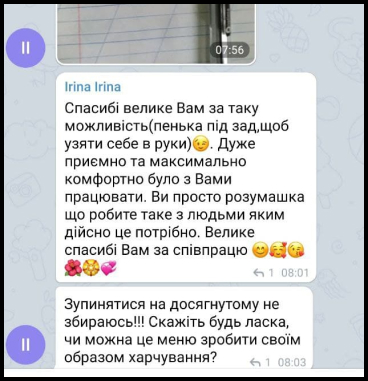 07:56
Irina Irina
Спасибі велике Вам за таку
можливість(пенька під зад,щоб
узяти себе в руки)😉. Дуже
приємно та максимально
комфортно було з Вами
працювати. Ви просто розумашка
що робите таке з людьми яким
дійсно це потрібно. Велике
спасибі Вам за співпрацю 😊🥰😘
🌺🏵️💞
1 08:01
Зупинятися на досягнутому не
збираюсь!!! Скажіть будь ласка,
чи можна це меню зробити своїм
образом харчування?
1 08:03